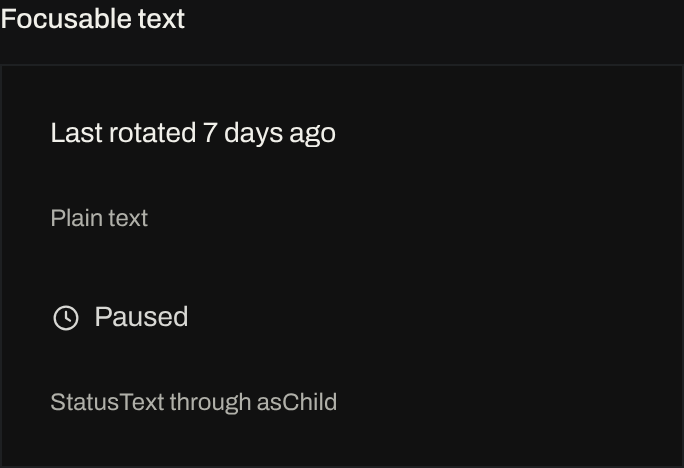 Focusable text
Last rotated 7 days ago
Plain text
Paused
StatusText through asChild